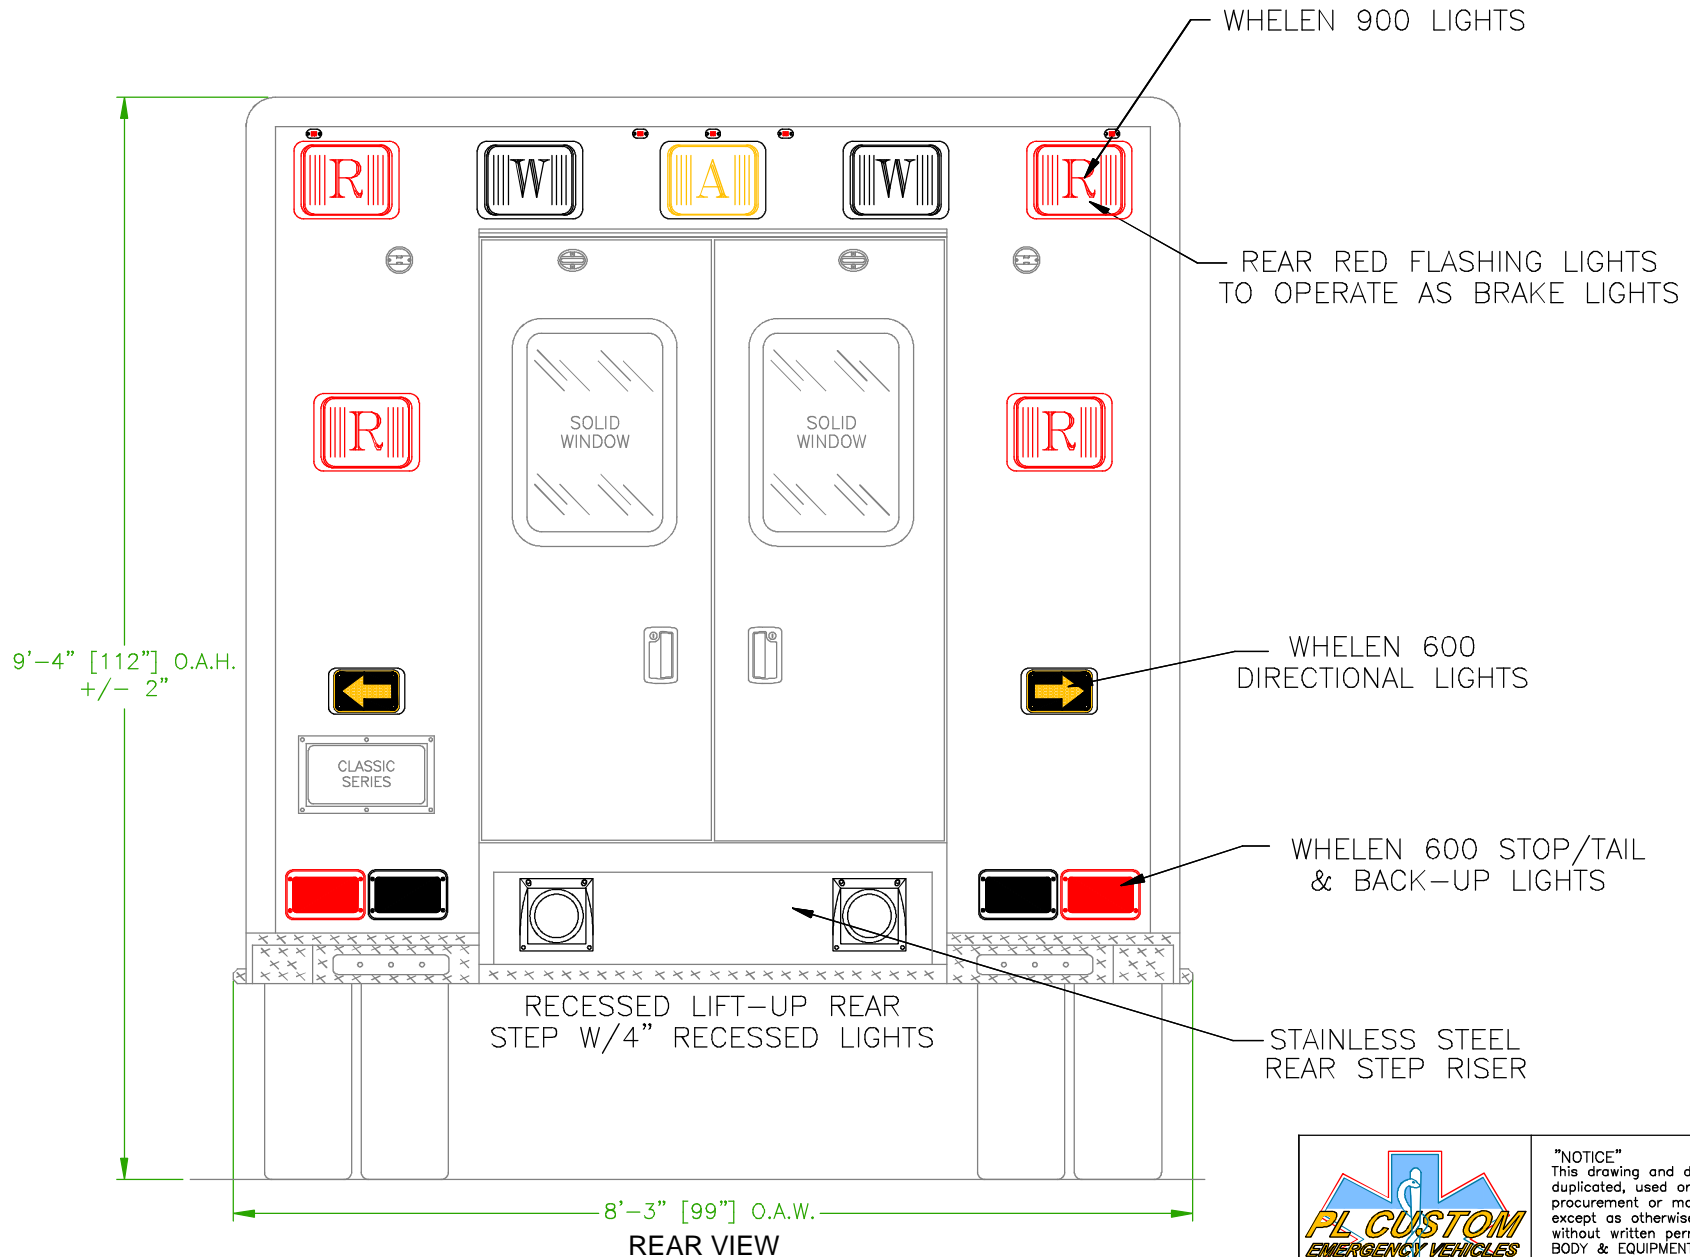 WHELEN 900 LIGHTS
R
W
A
W
R
REAR RED FLASHING LIGHTS
TO OPERATE AS BRAKE LIGHTS
R
SOLID
WINDOW
SOLID
WINDOW
R
9'-4" [112"] O.A.H.
+/- 2"
WHELEN 600
DIRECTIONAL LIGHTS
CLASSIC
SERIES
WHELEN 600 STOP/TAIL
& BACK-UP LIGHTS
RECESSED LIFT-UP REAR
STEP W/4" RECESSED LIGHTS
STAINLESS STEEL
REAR STEP RISER
8'-3" [99"] O.A.W.
REAR VIEW
PL CUSTOM
EMERGENCY VEHICLES
"NOTICE"
This drawing and
duplicated, used
procurement or
except as otherwise
without written
BODY & EQUIPMENT